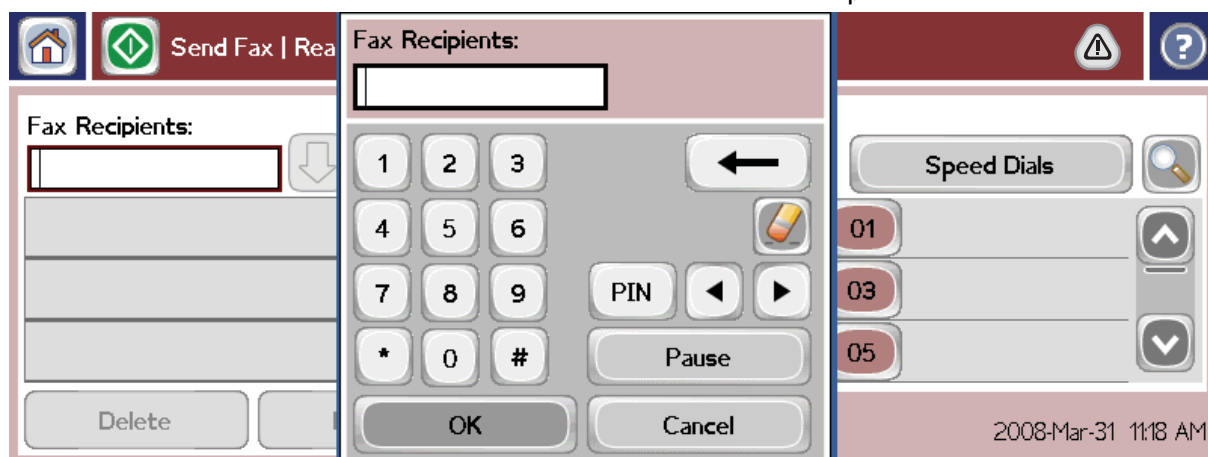 Send Fax | Rea
Fax Recipients:
?
Fax Recipients:
1 2 3
Speed Dials
4 5 6
01
7 8 9 PIN
03
* 0 # Pause
05
Delete
OK Cancel
2008-Mar-31 11:18 AM